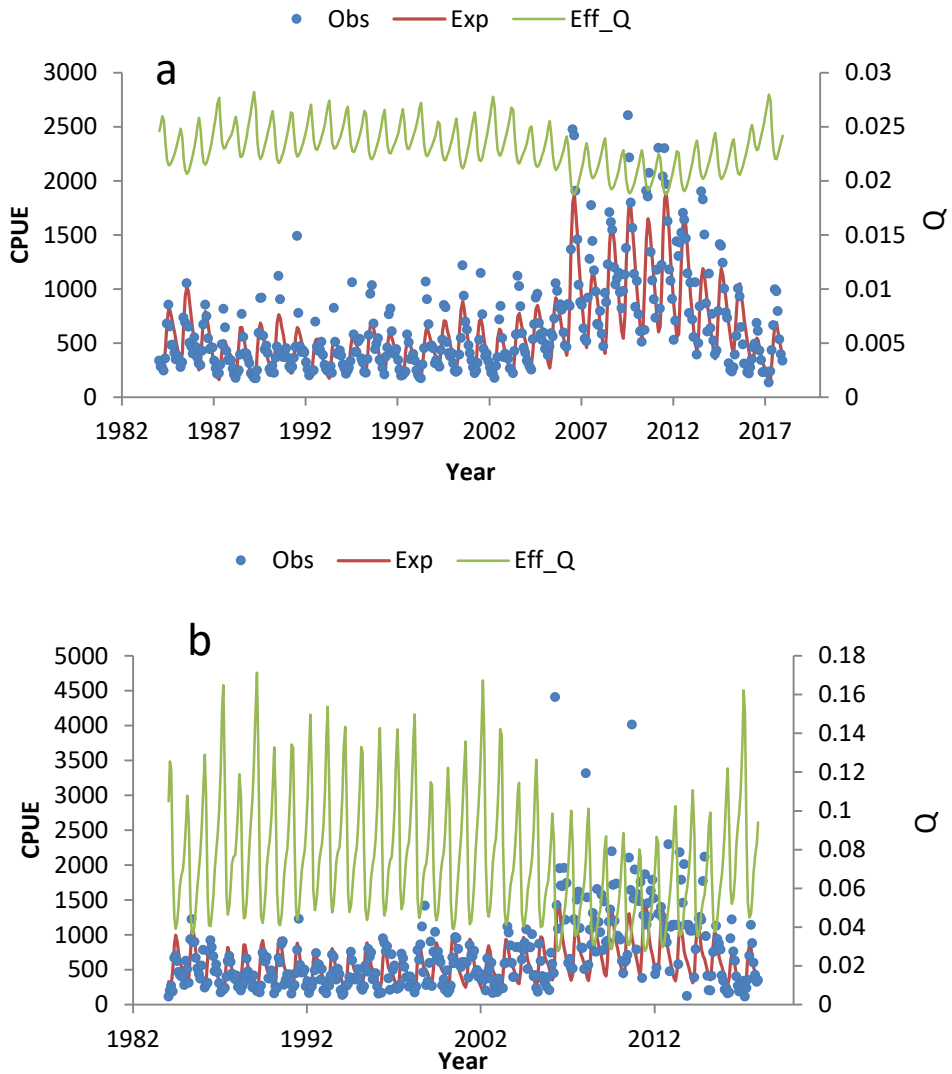 Obs Exp Eff_Q
a
3000 0.03
2500 0.025
2000 0.02
1500 0.015
1000 0.01
500 0.005
0 0
CPUE
Q
1982 1987 1992 1997 2002 2007 2012 2017
Year
Obs Exp Eff_Q
b
5000 0.18
4500 0.16
4000 0.14
3500 0.12
3000 0.1
2500 0.08
2000 0.06
1500 0.04
1000 0.02
500 0
0
CPUE
Q
1982 1992 2002 2012
Year